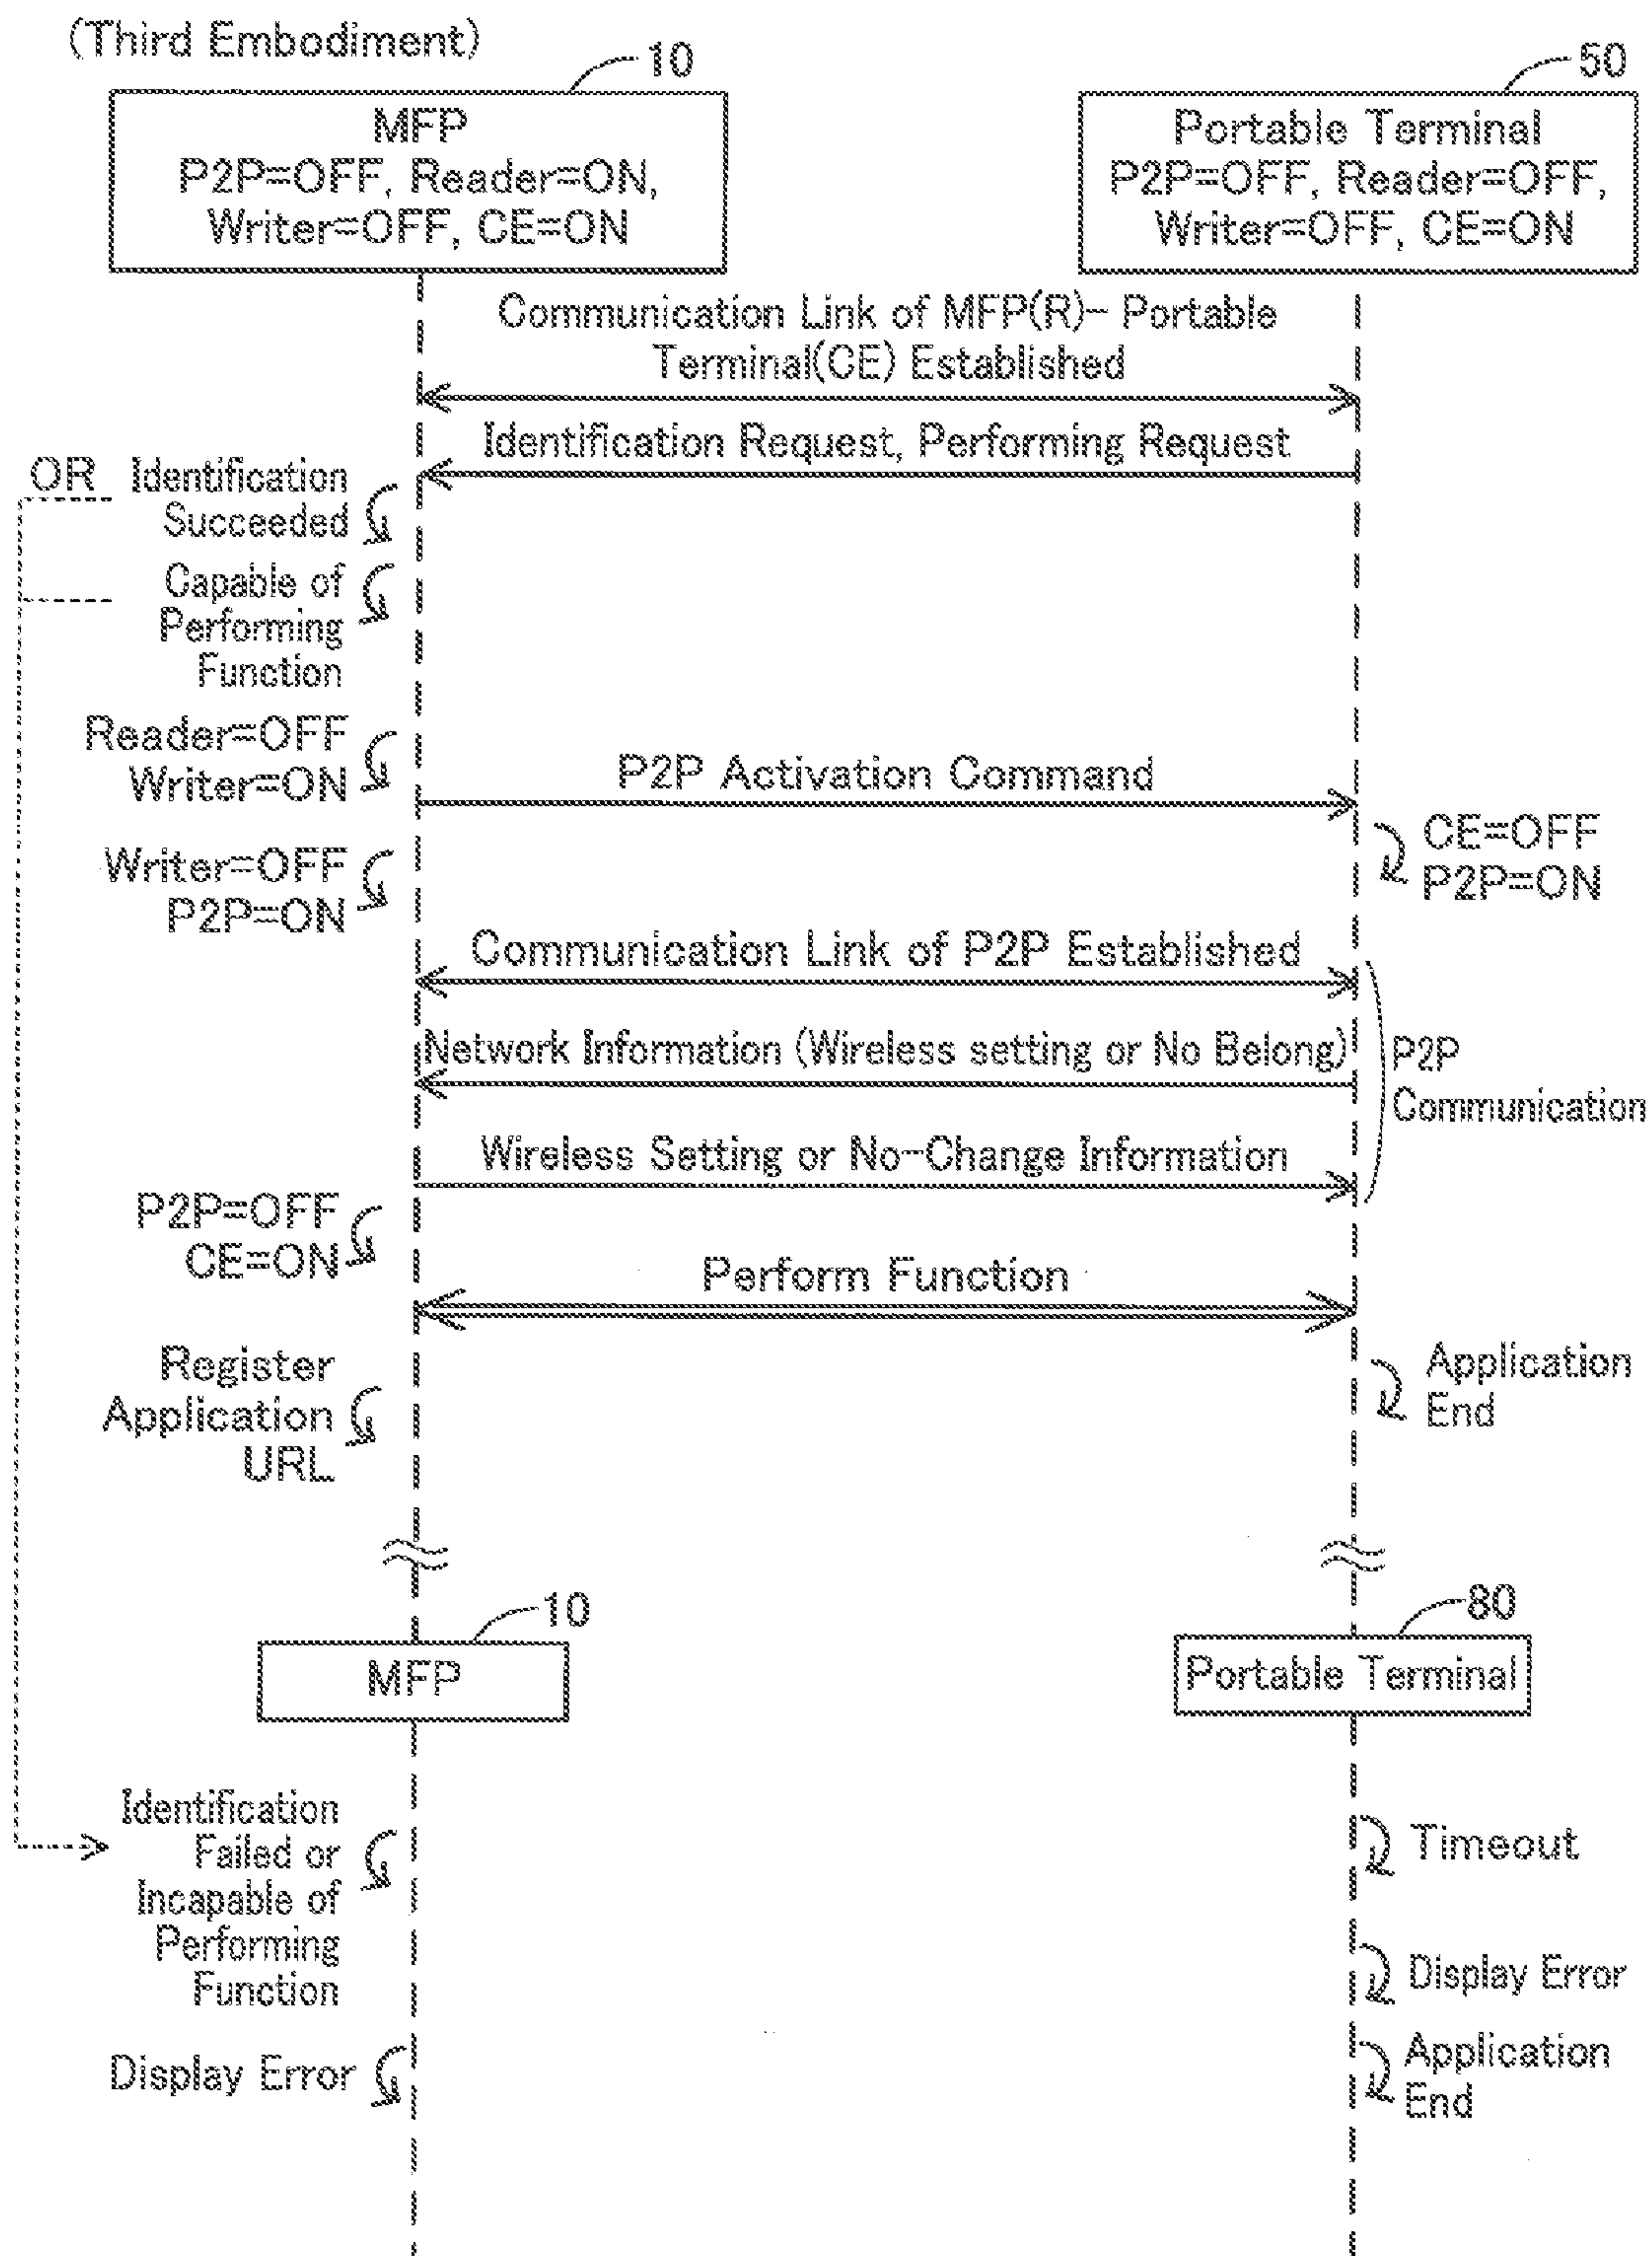 (Third Embodiment)
10
50
MFP
P2P=OFF, Reader=ON,
Writer=OFF, CE=ON
Portable Terminal
P2P=OFF, Reader=OFF,
Writer=OFF, CE=ON
Communication Link of MFP(R)- Portable
Terminal(CE) Established
Identification Request, Performing Request
OR
Identification
Succeeded
Capable of
Performing
Function
Reader=OFF
Writer=ON
P2P Activation Command
CE=OFF
P2P=ON
Writer=OFF
P2P=ON
Communication Link of P2P Established
Network Information (Wireless setting or No Belong)
P2P
Communication
Wireless Setting or No-Change Information
P2P=OFF
CE=ON
Perform Function
Register
Application
URL
Application
End
10
80
MFP
Portable Terminal
Identification
Failed or
Incapable of
Performing
Function
Timeout
Display Error
Display Error
Application
End